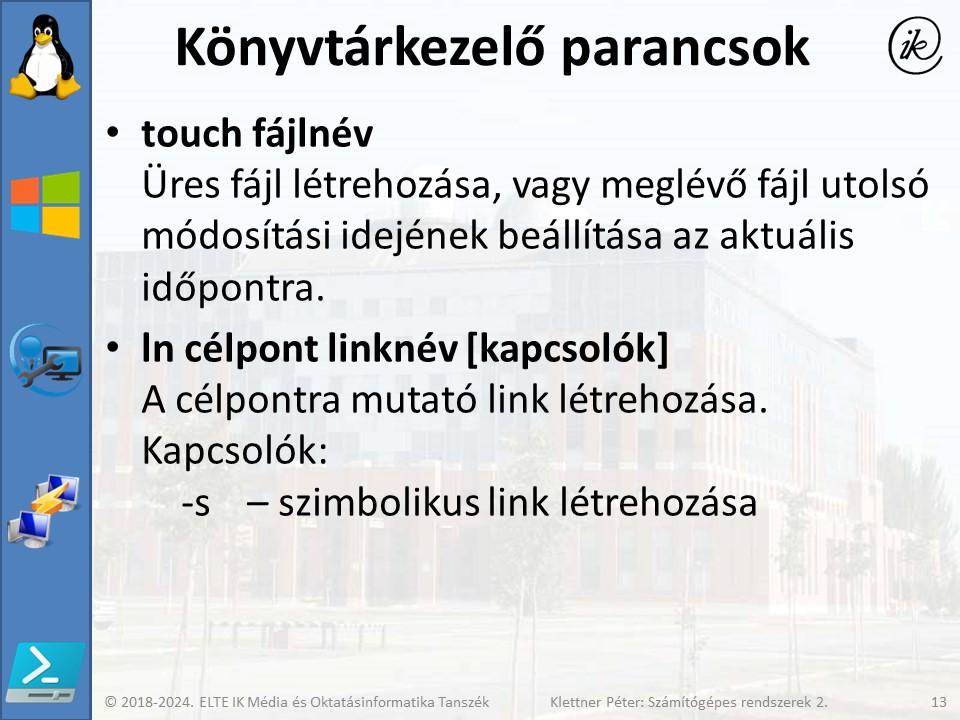 Könyvtárkezelő parancsok
ik
• touch fájlnév
Üres fájl létrehozása, vagy meglévő fájl utolsó
módosítási idejének beállítása az aktuális
időpontra.
• ln célpont linknév [kapcsolók]
A célpontra mutató link létrehozása.
Kapcsolók:
-s – szimbolikus link létrehozása
© 2018-2024. ELTE IK Média és Oktatásinformatika Tanszék Klettner Péter: Számítógépes rendszerek 2. 13